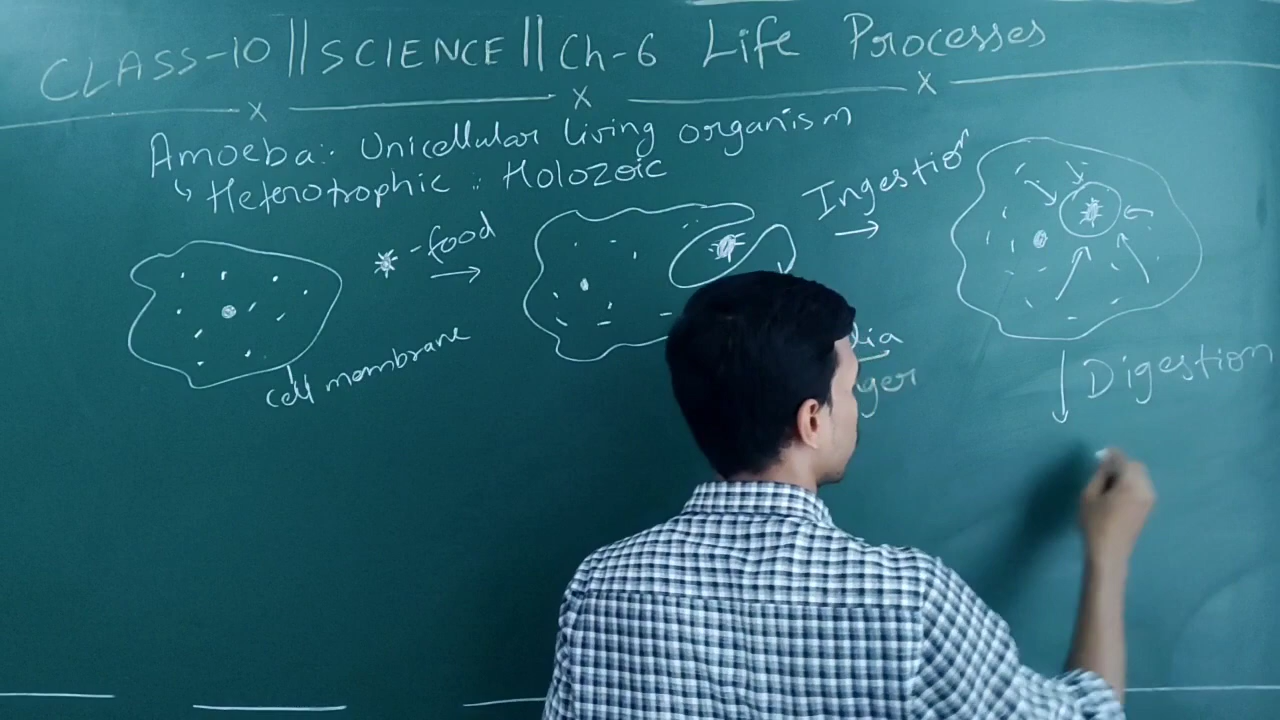 CLASS-10 || SCIENCE || Ch-6 Life Processes
x x x
Amoeba:: Unicellular living organism
↳ Heterotrophic :: Holozoic
-food
→
cell membrane
Ingestion
→
↓ Digestion